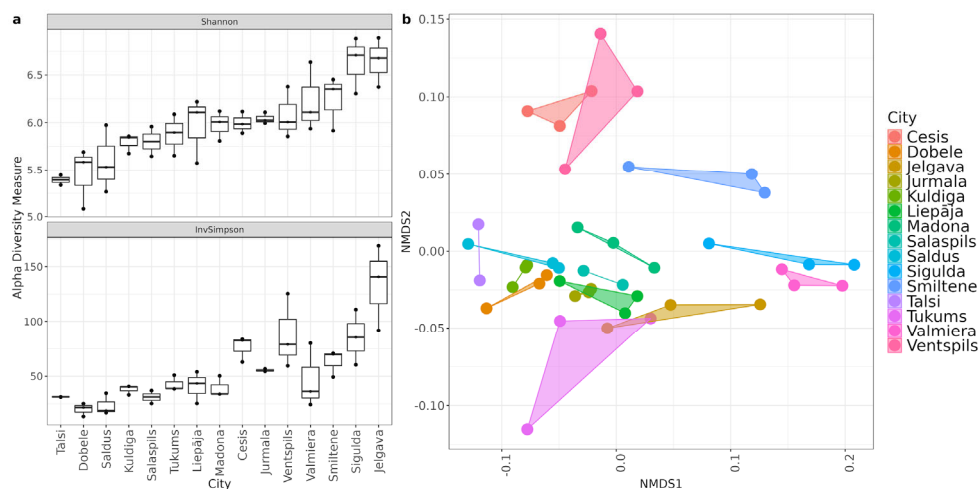 a
Shannon
6.5
6.0
5.5
5.0
InvSimpson
150
100
50
Alpha Diversity Measure
Talsi
Dobele
Saldus
Kuldiga
Salaspils
Tukums
Liepāja
Madona
Cesis
Jurmala
Ventspils
Valmiera
Smiltene
Sigulda
Jelgava
City
b
0.15
0.10
0.05
0.00
-0.05
-0.10
NMDS2
-0.1
0.0
0.1
0.2
NMDS1
City
Cesis
Dobele
Jelgava
Jurmala
Kuldiga
Liepāja
Madona
Salaspils
Saldus
Sigulda
Smiltene
Talsi
Tukums
Valmiera
Ventspils